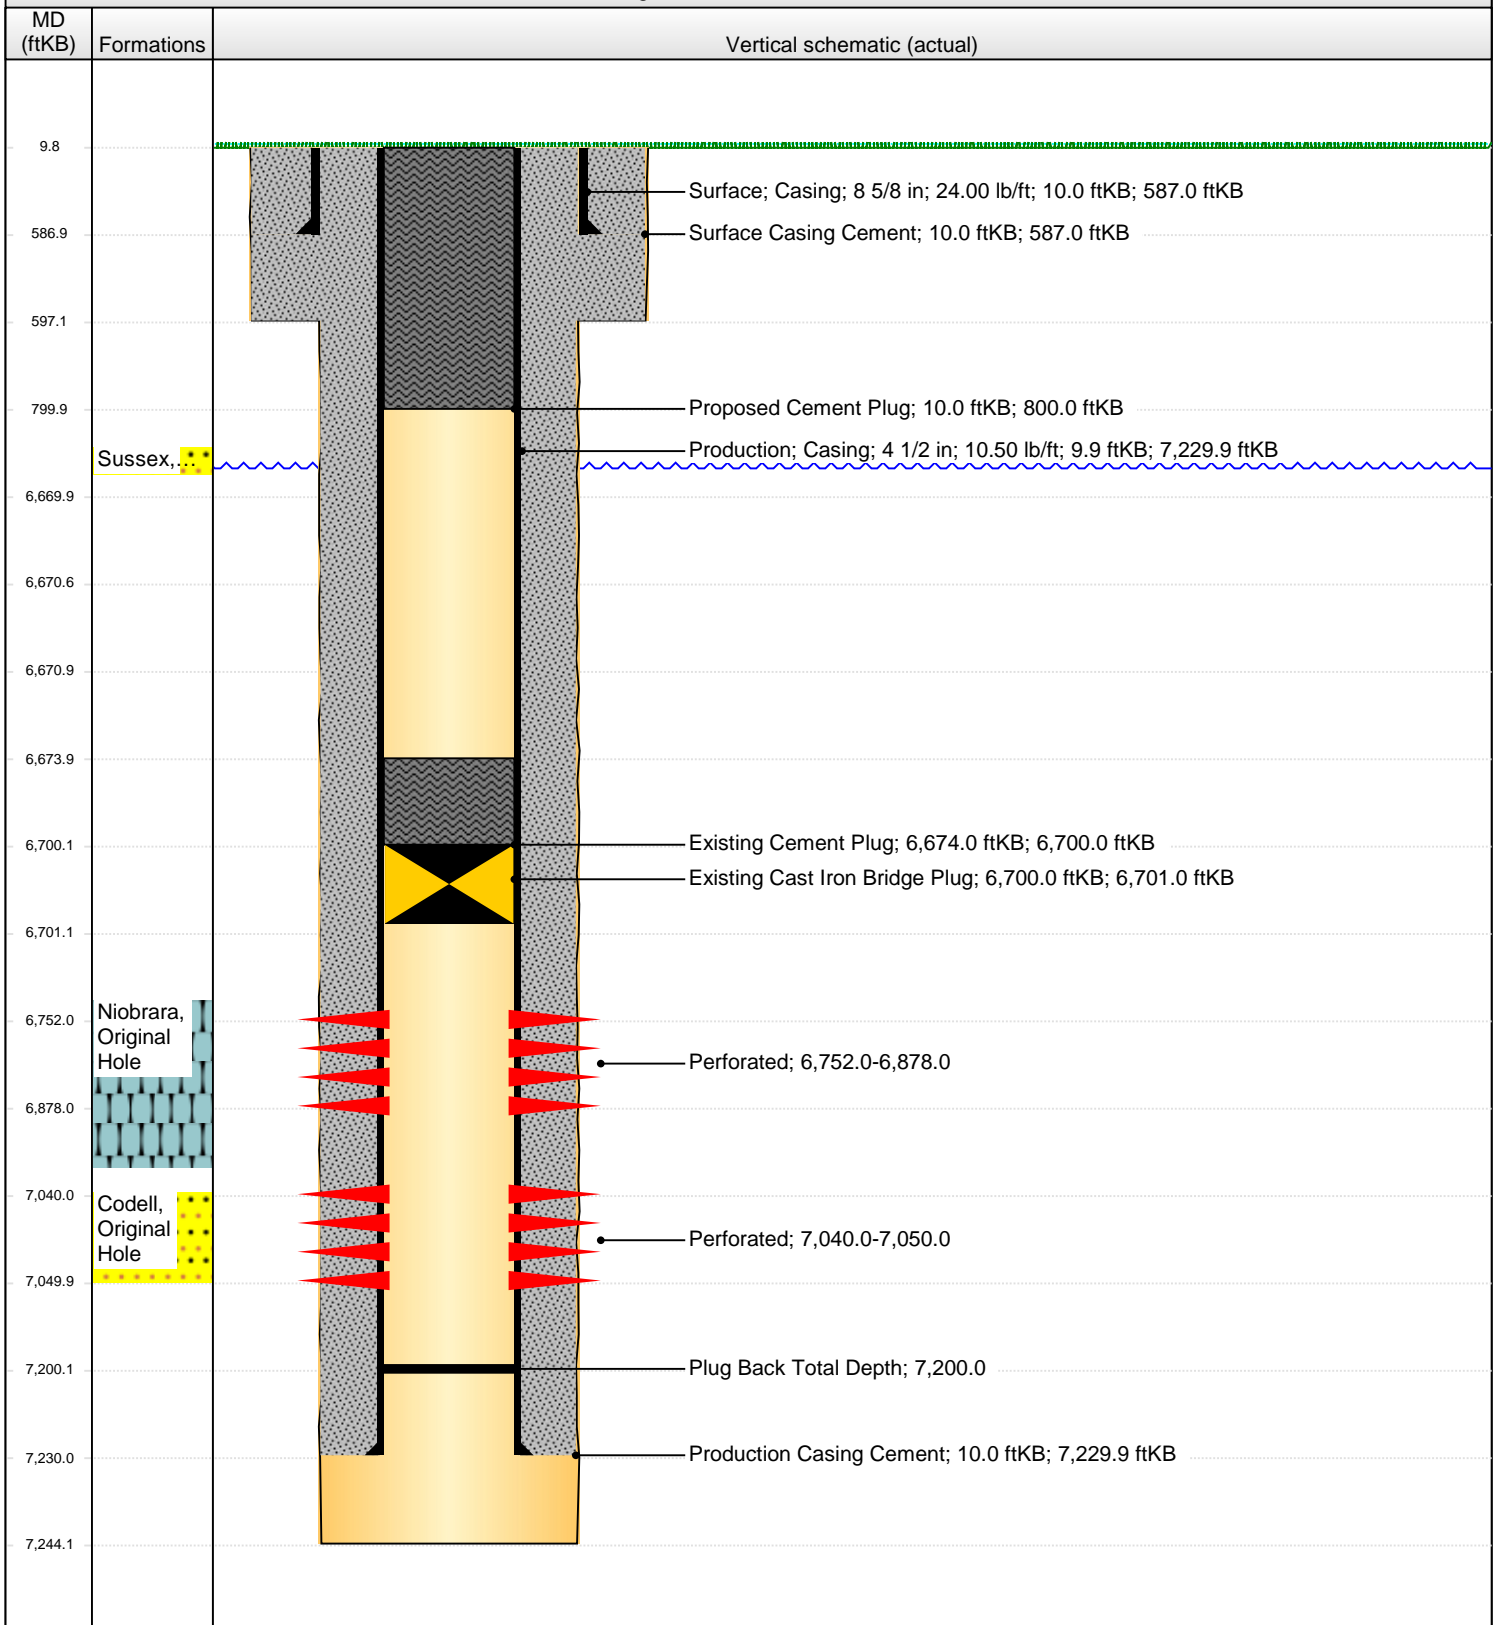 MD
(ftKB)
Formations
Vertical schematic (actual)
9.8
Surface; Casing; 8 5/8 in; 24.00 lb/ft; 10.0 ftKB; 587.0 ftKB
586.9
Surface Casing Cement; 10.0 ftKB; 587.0 ftKB
597.1
799.9
Proposed Cement Plug; 10.0 ftKB; 800.0 ftKB
Production; Casing; 4 1/2 in; 10.50 lb/ft; 9.9 ftKB; 7,229.9 ftKB
Sussex,...
6,669.9
6,670.6
6,670.9
6,673.9
6,700.1
Existing Cement Plug; 6,674.0 ftKB; 6,700.0 ftKB
Existing Cast Iron Bridge Plug; 6,700.0 ftKB; 6,701.0 ftKB
6,701.1
Niobrara,
Original
Hole
6,752.0
Perforated; 6,752.0-6,878.0
6,878.0
7,040.0
Codell,
Original
Hole
Perforated; 7,040.0-7,050.0
7,049.9
7,200.1
Plug Back Total Depth; 7,200.0
7,230.0
Production Casing Cement; 10.0 ftKB; 7,229.9 ftKB
7,244.1